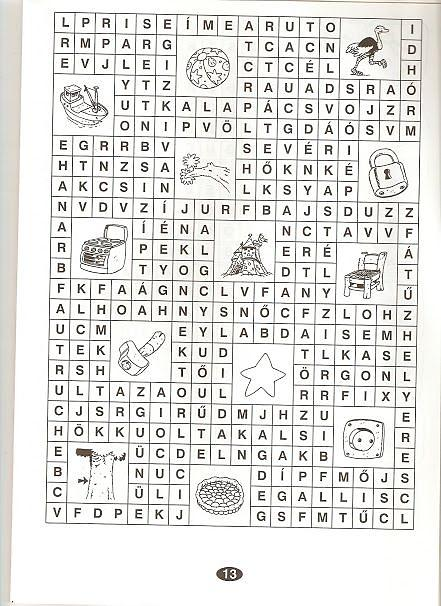 L P R I S E Í M E A R U T O I
R M P A R G T C A C N D
E V J L E I C T C É L H
Y T Z R A U A D S R A Ó
U T K A L A P Á C S V O J Z R
O N I P V Ö L T G D Á Ó S V M
E G R R B V S E V É R I
H T N Z S A H Ő K N K É
A K C S I N L K S Y A P
N V D V Z Í J U R F B A J S D U Z Z
A Í É N A N C T A V V F
R P E K L E R É Á
B T Y O G D T L T
F K F A Á G N C L V F A N Y Ű
A L H O A H N Y S N Ő C F Z L O H Z
U C M E Y L A B D A I S E M H
T E K K U D T L K A S E
R S H T Ő I Ö R G O N L
U L T A Z A O U L R R F I X Y
C J S R G I R Ű D M J H Z U E
H Ö K K U O L T A K A L S I R
E Ü C D E L N G A K B E
B N U C D Í P F M Ő J S
C Ü L I E G A L L I S C
V F D P E K J G S F M T Ű C L
13